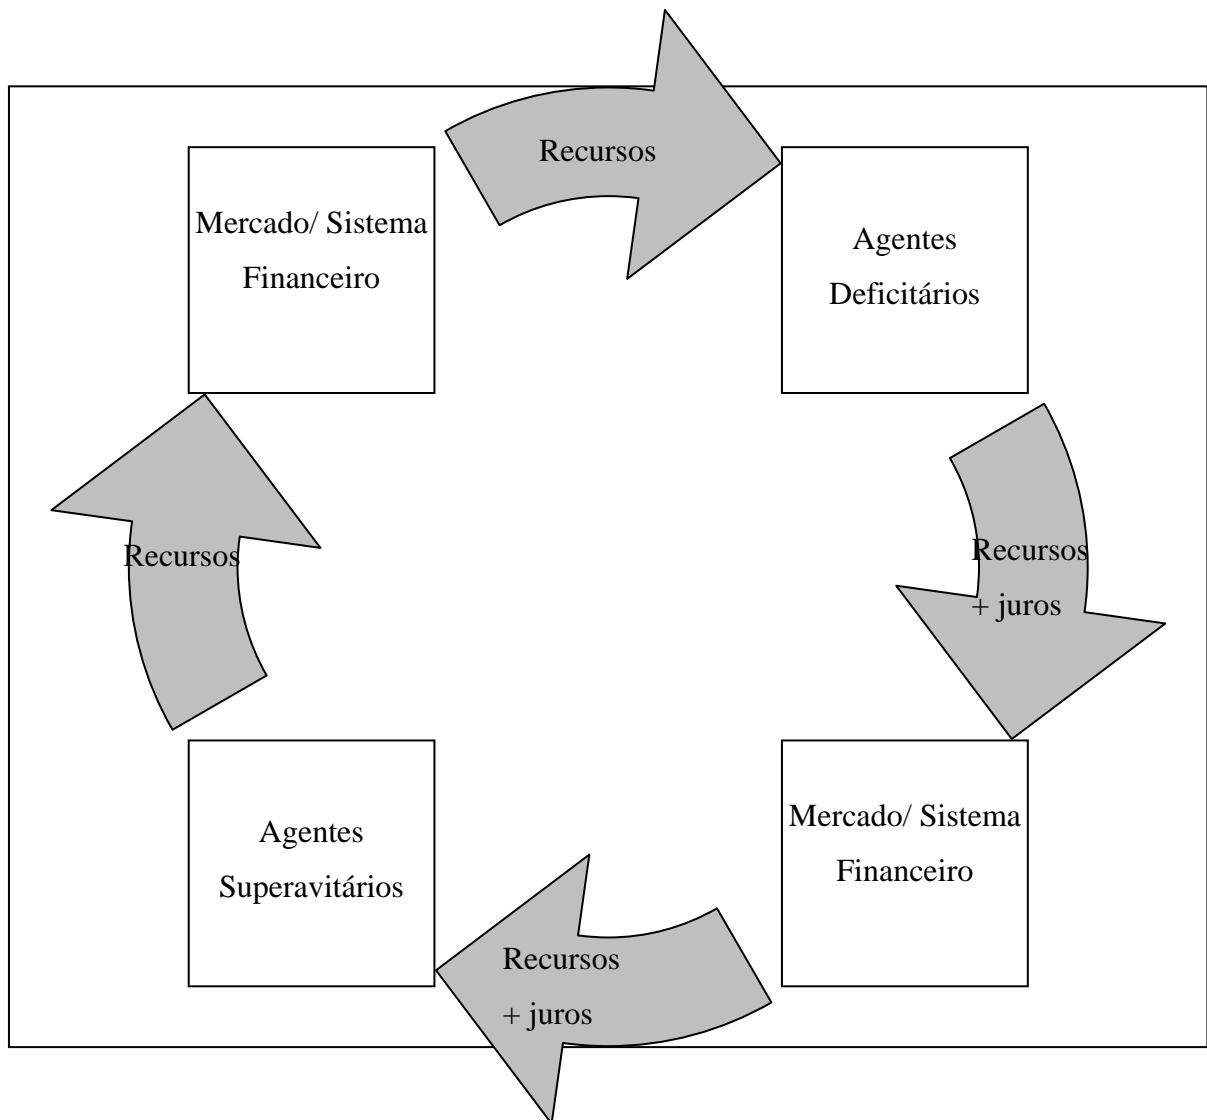 Recursos
Mercado/ Sistema
Financeiro
Agentes
Deficitários
Recursos
Recursos
+ juros
Agentes
Superavitários
Mercado/ Sistema
Financeiro
Recursos
+ juros